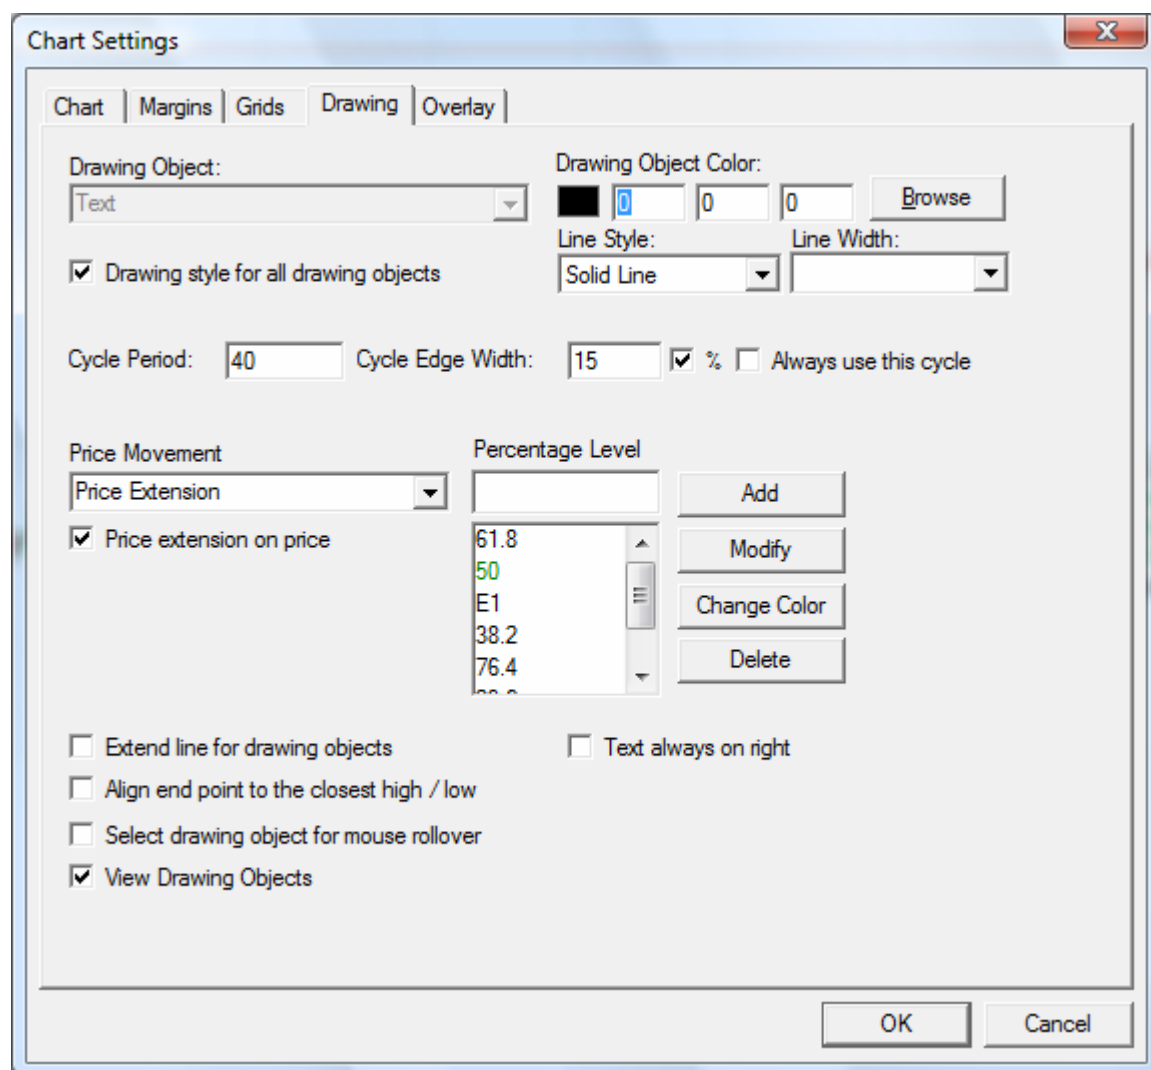 Chart Settings
Chart Margins Grids Drawing Overlay
Drawing Object:
Drawing Object Color:
Text
0 0 0 Browse
Line Style: Line Width:
Drawing style for all drawing objects
Solid Line
Cycle Period: 40 Cycle Edge Width: 15 % Always use this cycle
Price Movement
Percentage Level
Price Extension
Add
Price extension on price
61.8
Modify
50
E1
Change Color
38.2
76.4
Delete
Extend line for drawing objects
Text always on right
Align end point to the closest high / low
Select drawing object for mouse rollover
View Drawing Objects
OK Cancel